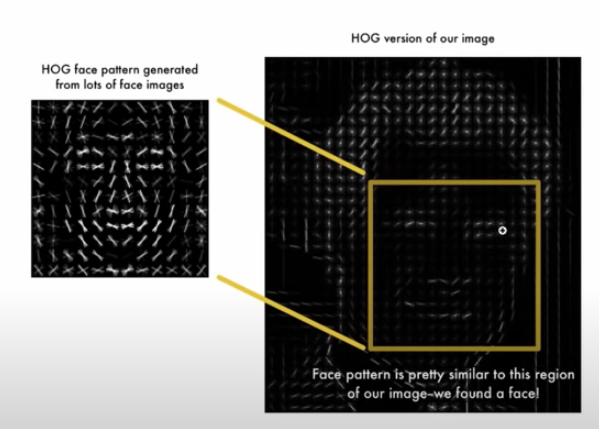 HOG version of our image
HOG face pattern generated
from lots of face images
Face pattern is pretty similar to this region
of our image–we found a face!